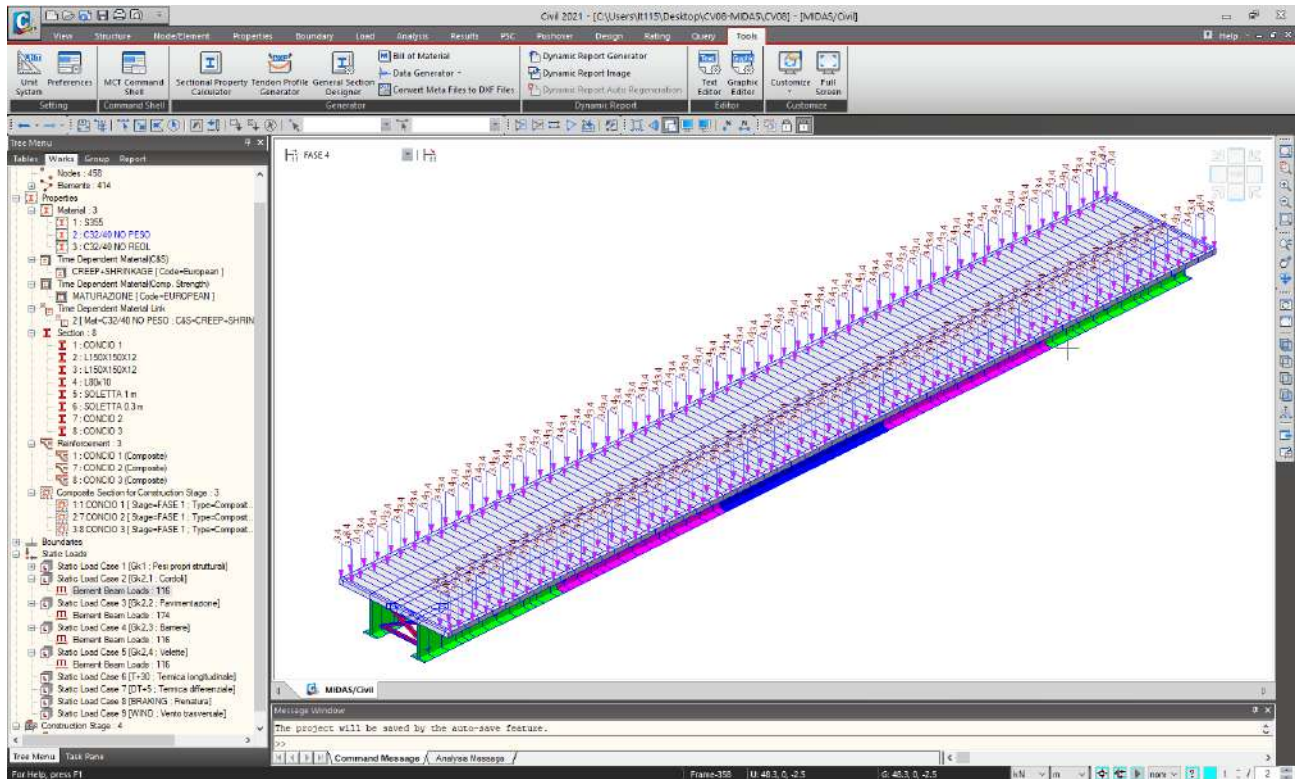 Civil 2021 - [C:\Users\lt115\Desktop\CV08-MIDAS\CV08] - [MIDAS/Civil]
View Structure Node/Element Properties Boundary Load Analysis Results PSC Pushover Design Rating Query Tools
Help
Unit System
Preferences
MCT Command Shell
Sectional Property Calculator
Tendon Profile Generator
General Section Designer
Bill of Material
Data Generator
Convert Meta Files to DXF Files
Dynamic Report Generator
Dynamic Report Image
Dynamic Report Auto Regeneration
Text Editor
Graphic Editor
Customize
Full Screen
Setting Command Shell Generator Dynamic Report Editor Customize
Tree Menu
Tables Works Group Report
Nodes : 458
Elements : 414
Properties
Material : 3
1 : S355
2 : C32/40 NO PESO
3 : C32/40 NO REOL
Time Dependent Material(C&S)
CREEP+SHRINKAGE [ Code=European ]
Time Dependent Material(Comp. Strength)
MATURAZIONE [ Code=EUROPEAN ]
Time Dependent Material Link
2 [ Mat=C32/40 NO PESO : C&S=CREEP+SHRIN
Section : 8
1 : CONCIO 1
2 : L150X150X12
3 : L150X150X12
4 : L80x10
5 : SOLETTA 1 m
6 : SOLETTA 0.3 m
7 : CONCIO 2
8 : CONCIO 3
Reinforcement : 3
1 : CONCIO 1 (Composite)
7 : CONCIO 2 (Composite)
8 : CONCIO 3 (Composite)
Composite Section for Construction Stage : 3
1:1 CONCIO 1 [ Stage=FASE 1 ; Type=Composit...
2:7 CONCIO 2 [ Stage=FASE 1 ; Type=Composit...
3:8 CONCIO 3 [ Stage=FASE 1 ; Type=Composit...
Boundaries
Static Loads
Static Load Case 1 [Gk1 ; Pesi propri strutturali]
Static Load Case 2 [Gk2,1 ; Cordoli]
Element Beam Loads : 116
Static Load Case 3 [Gk2,2 ; Pavimentazione]
Element Beam Loads : 174
Static Load Case 4 [Gk2,3 ; Barriere]
Element Beam Loads : 116
Static Load Case 5 [Gk2,4 ; Velette]
Element Beam Loads : 116
Static Load Case 6 [T+30 ; Termica longitudinale]
Static Load Case 7 [DT+5 ; Termica differenziale]
Static Load Case 8 [BRAKING ; Frenatura]
Static Load Case 9 [WIND ; Vento trasversale]
Construction Stage : 4
Tree Menu Task Pane
FASE 4
MIDAS/Civil
Message Window
The project will be saved by the auto-save feature.
>>
Command Message Analysis Message
For Help, press F1
Frame-358 U: 48.3, 0, -2.5 G: 48.3, 0, -2.5 kN m non 1 / 2